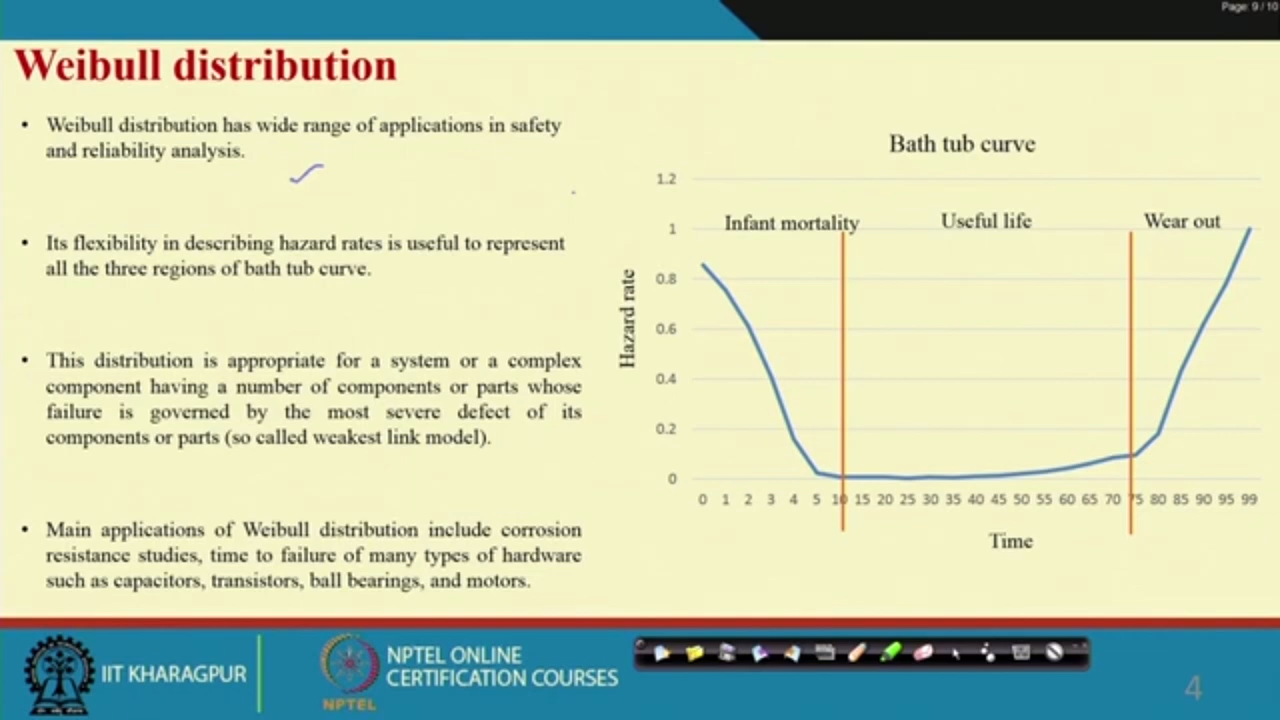 Page: 9 / 10
Weibull distribution
• Weibull distribution has wide range of applications in safety
and reliability analysis.
• Its flexibility in describing hazard rates is useful to represent
all the three regions of bath tub curve.
• This distribution is appropriate for a system or a complex
component having a number of components or parts whose
failure is governed by the most severe defect of its
components or parts (so called weakest link model).
• Main applications of Weibull distribution include corrosion
resistance studies, time to failure of many types of hardware
such as capacitors, transistors, ball bearings, and motors.
Bath tub curve
1.2
Infant mortality Useful life Wear out
1
0.8
0.6
0.4
0.2
0
Hazard rate
0 1 2 3 4 5 10 15 20 25 30 35 40 45 50 55 60 65 70 75 80 85 90 95 99
Time
IIT KHARAGPUR
NPTEL
NPTEL ONLINE
CERTIFICATION COURSES
4